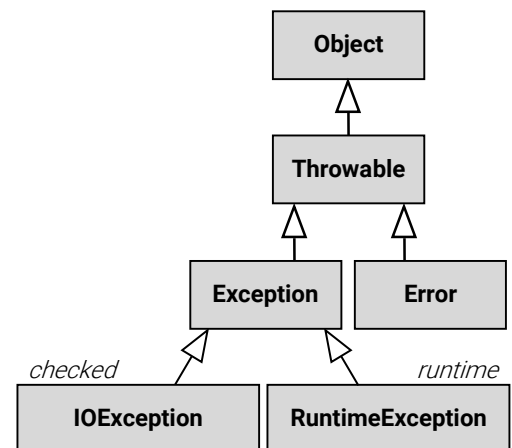 Object
Throwable
Exception
Error
checked
runtime
IOException
RuntimeException